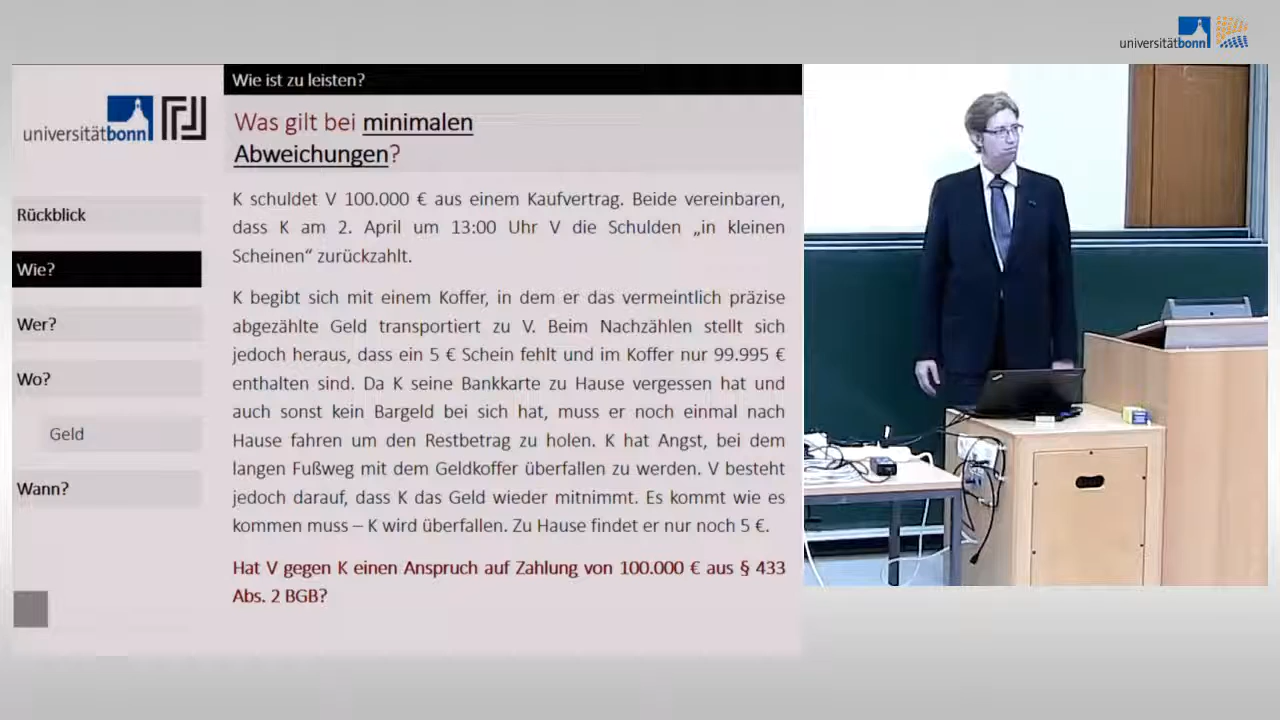 universitätbonn
Wie ist zu leisten?
universitätbonn
Was gilt bei minimalen
Abweichungen?
Rückblick
Wie?
Wer?
Wo?
Geld
Wann?
K schuldet V 100.000 € aus einem Kaufvertrag. Beide vereinbaren,
dass K am 2. April um 13:00 Uhr V die Schulden „in kleinen
Scheinen“ zurückzahlt.
K begibt sich mit einem Koffer, in dem er das vermeintlich präzise
abgezählte Geld transportiert zu V. Beim Nachzählen stellt sich
jedoch heraus, dass ein 5 € Schein fehlt und im Koffer nur 99.995 €
enthalten sind. Da K seine Bankkarte zu Hause vergessen hat und
auch sonst kein Bargeld bei sich hat, muss er noch einmal nach
Hause fahren um den Restbetrag zu holen. K hat Angst, bei dem
langen Fußweg mit dem Geldkoffer überfallen zu werden. V besteht
jedoch darauf, dass K das Geld wieder mitnimmt. Es kommt wie es
kommen muss – K wird überfallen. Zu Hause findet er nur noch 5 €.
Hat V gegen K einen Anspruch auf Zahlung von 100.000 € aus § 433
Abs. 2 BGB?